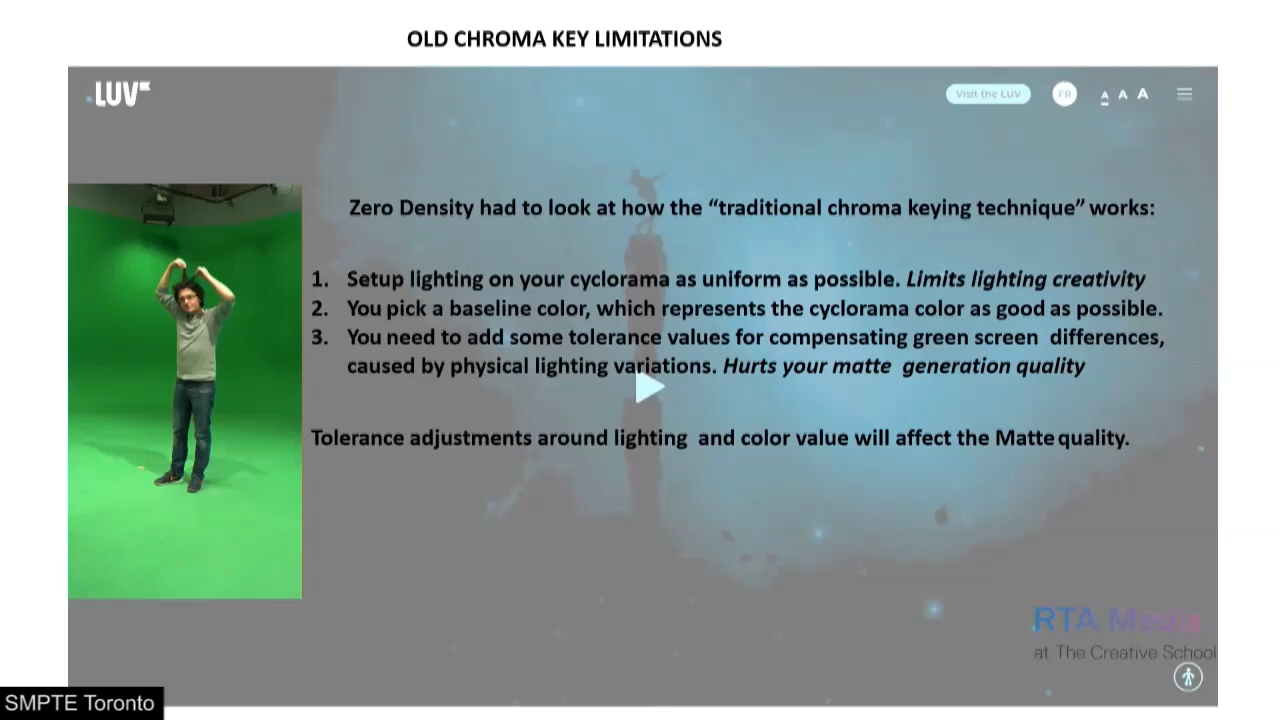 OLD CHROMA KEY LIMITATIONS
LUV
Visit the LUV
FR
A A A
Zero Density had to look at how the “traditional chroma keying technique” works:
1. Setup lighting on your cyclorama as uniform as possible. Limits lighting creativity
2. You pick a baseline color, which represents the cyclorama color as good as possible.
3. You need to add some tolerance values for compensating green screen differences,
caused by physical lighting variations. Hurts your matte generation quality
Tolerance adjustments around lighting and color value will affect the Matte quality.
RTA Media
at The Creative School
SMPTE Toronto